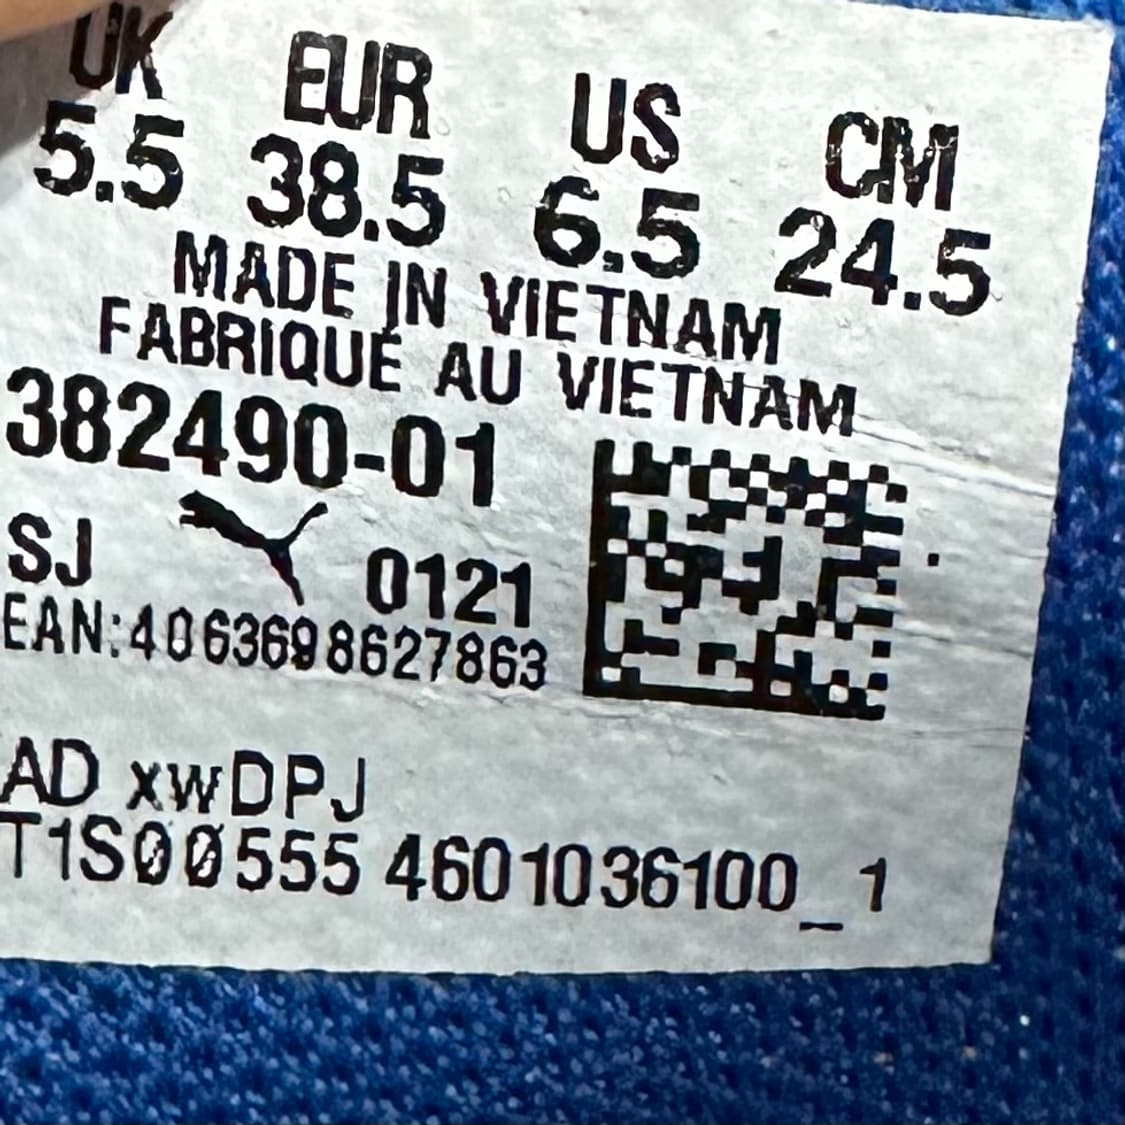 UK EUR US CM
5.5 38.5 6.5 24.5
MADE IN VIETNAM
FABRIQUÉ AU VIETNAM
382490-01
SJ 0121
EAN:4063698627863
AD xwDPJ
T1S00555 4601036100_1